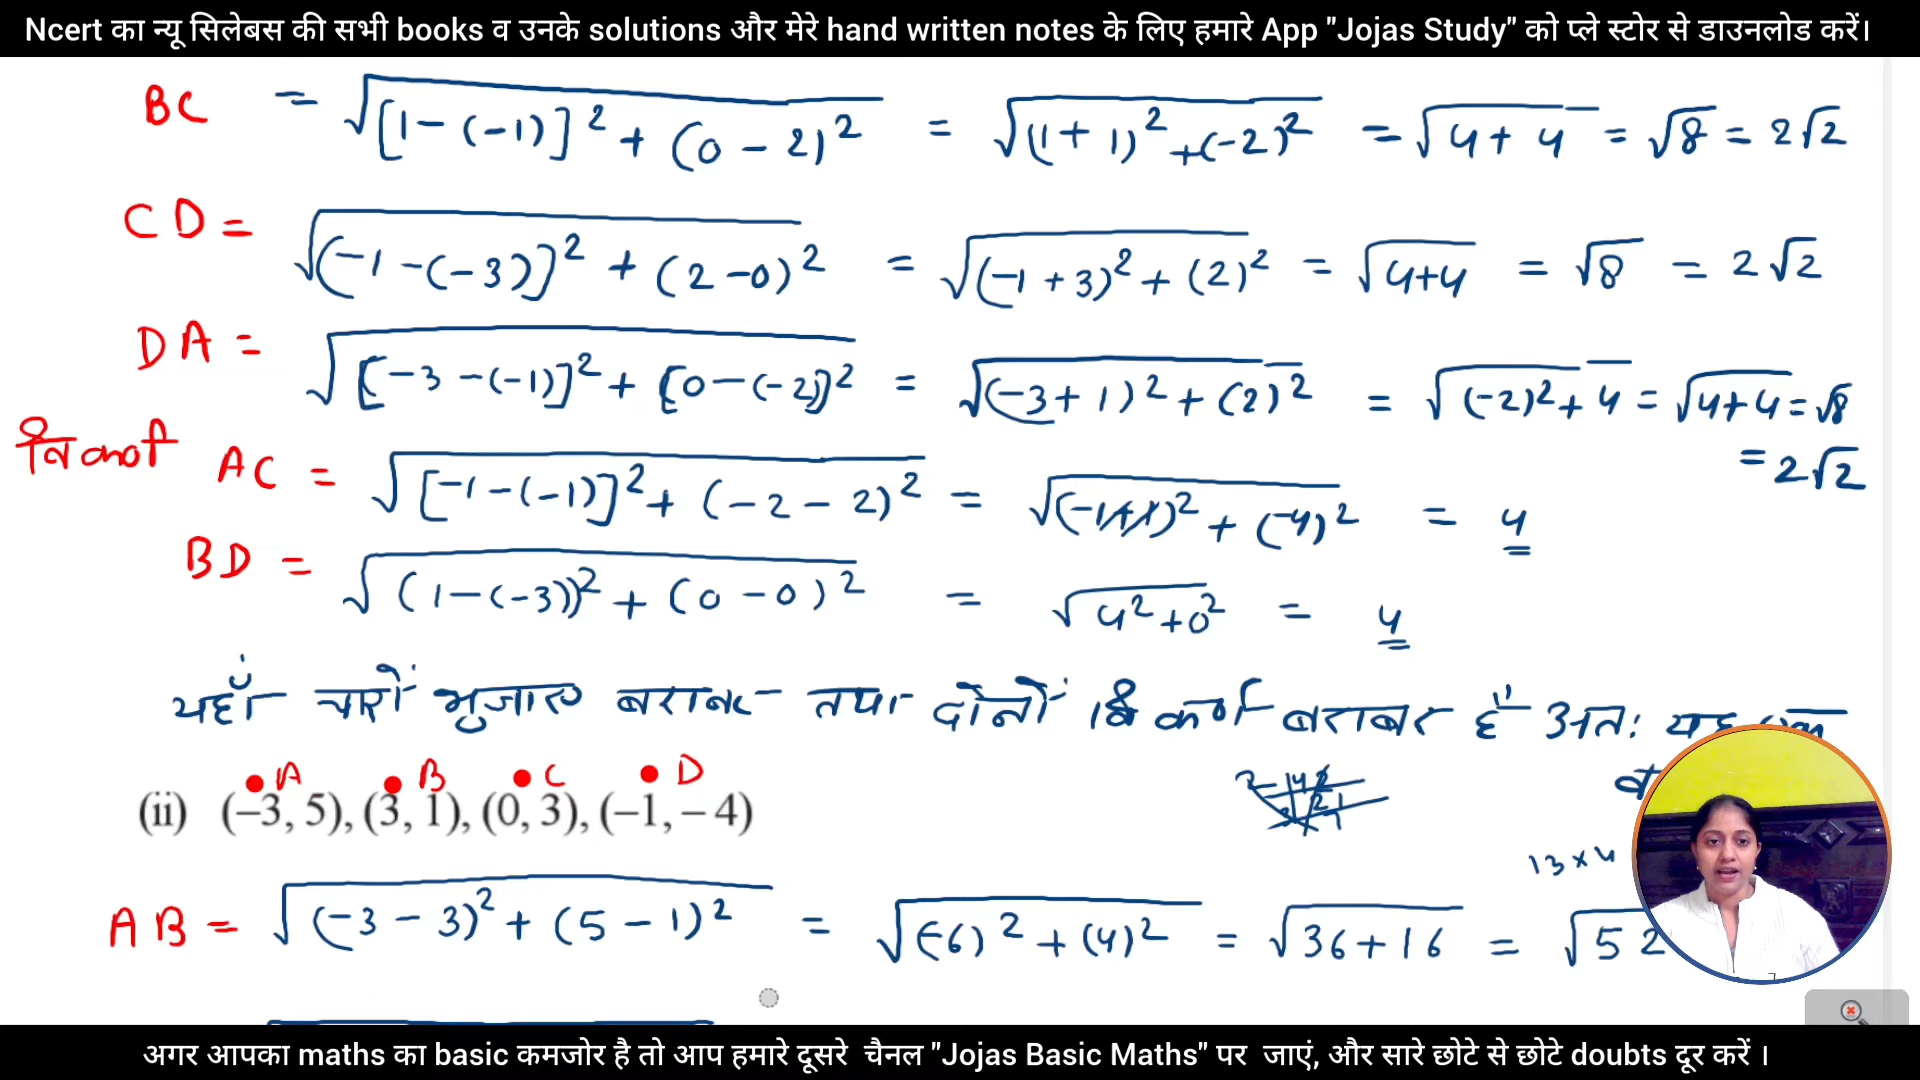 Ncert का न्यू सिलेबस की सभी books व उनके solutions और मेरे hand written notes के लिए हमारे App "Jojas Study" को प्ले स्टोर से डाउनलोड करें।
BC = √[1-(-1)]² + (0-2)² = √(1+1)²+(-2)² = √4+4 = √8 = 2√2
CD = √(-1-(-3)]² + (2-0)² = √(-1+3)² + (2)² = √4+4 = √8 = 2√2
DA = √[-3-(-1)]² + [0-(-2)]² = √(-3+1)² + (2)² = √(-2)²+4 = √4+4 = √8
= 2√2
विकर्ण AC = √[-1-(-1)]² + (-2-2)² = √(-1+1)² + (-4)² = 4
BD = √(1-(-3))² + (0-0)² = √4²+0² = 4
यहाँ चारों भुजाए बराबर तथा दोनों विकर्ण बराबर हैं अतः यह एक
A B C D
(ii) (–3, 5), (3, 1), (0, 3), (–1, – 4)
13×4
AB = √(-3-3)² + (5-1)² = √(-6)² + (4)² = √36+16 = √52
अगर आपका maths का basic कमजोर है तो आप हमारे दूसरे चैनल "Jojas Basic Maths" पर जाएं, और सारे छोटे से छोटे doubts दूर करें ।